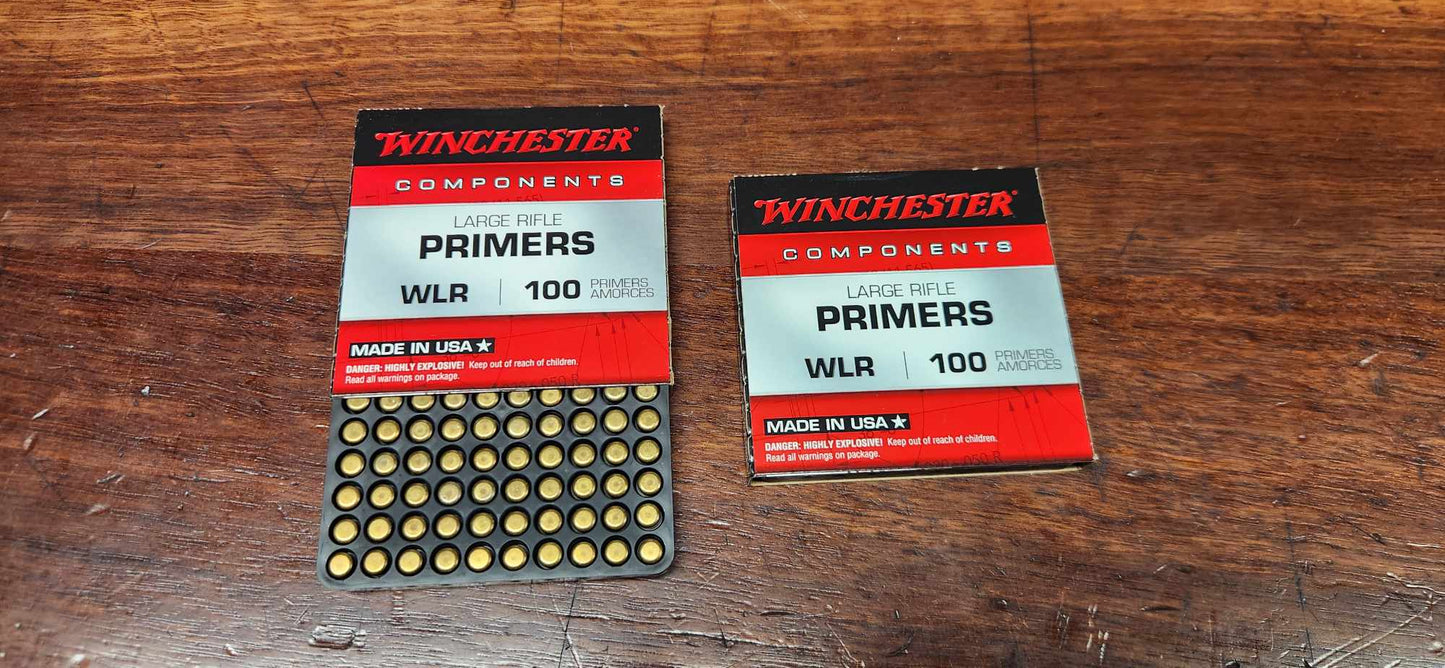 WINCHESTER
COMPONENTS
LARGE RIFLE
PRIMERS
WLR | 100 PRIMERS
AMORCES
MADE IN USA
DANGER: HIGHLY EXPLOSIVE! Keep out of reach of children.
Read all warnings on package.
WINCHESTER
COMPONENTS
LARGE RIFLE
PRIMERS
WLR | 100 PRIMERS
AMORCES
MADE IN USA
DANGER: HIGHLY EXPLOSIVE! Keep out of reach of children.
Read all warnings on package.